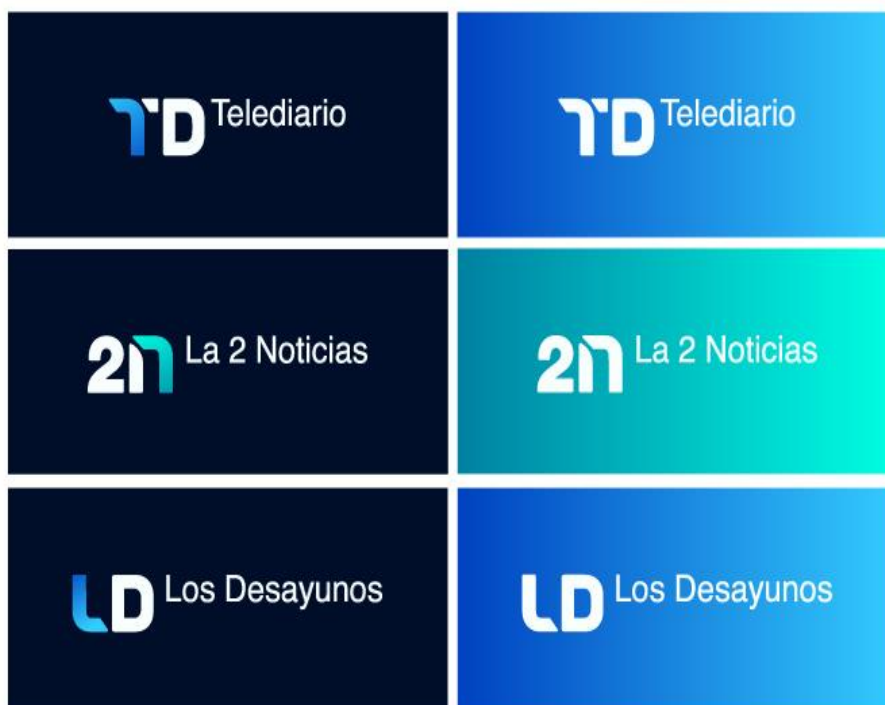 TD Telediario
TD Telediario
2n La 2 Noticias
2n La 2 Noticias
LD Los Desayunos
LD Los Desayunos